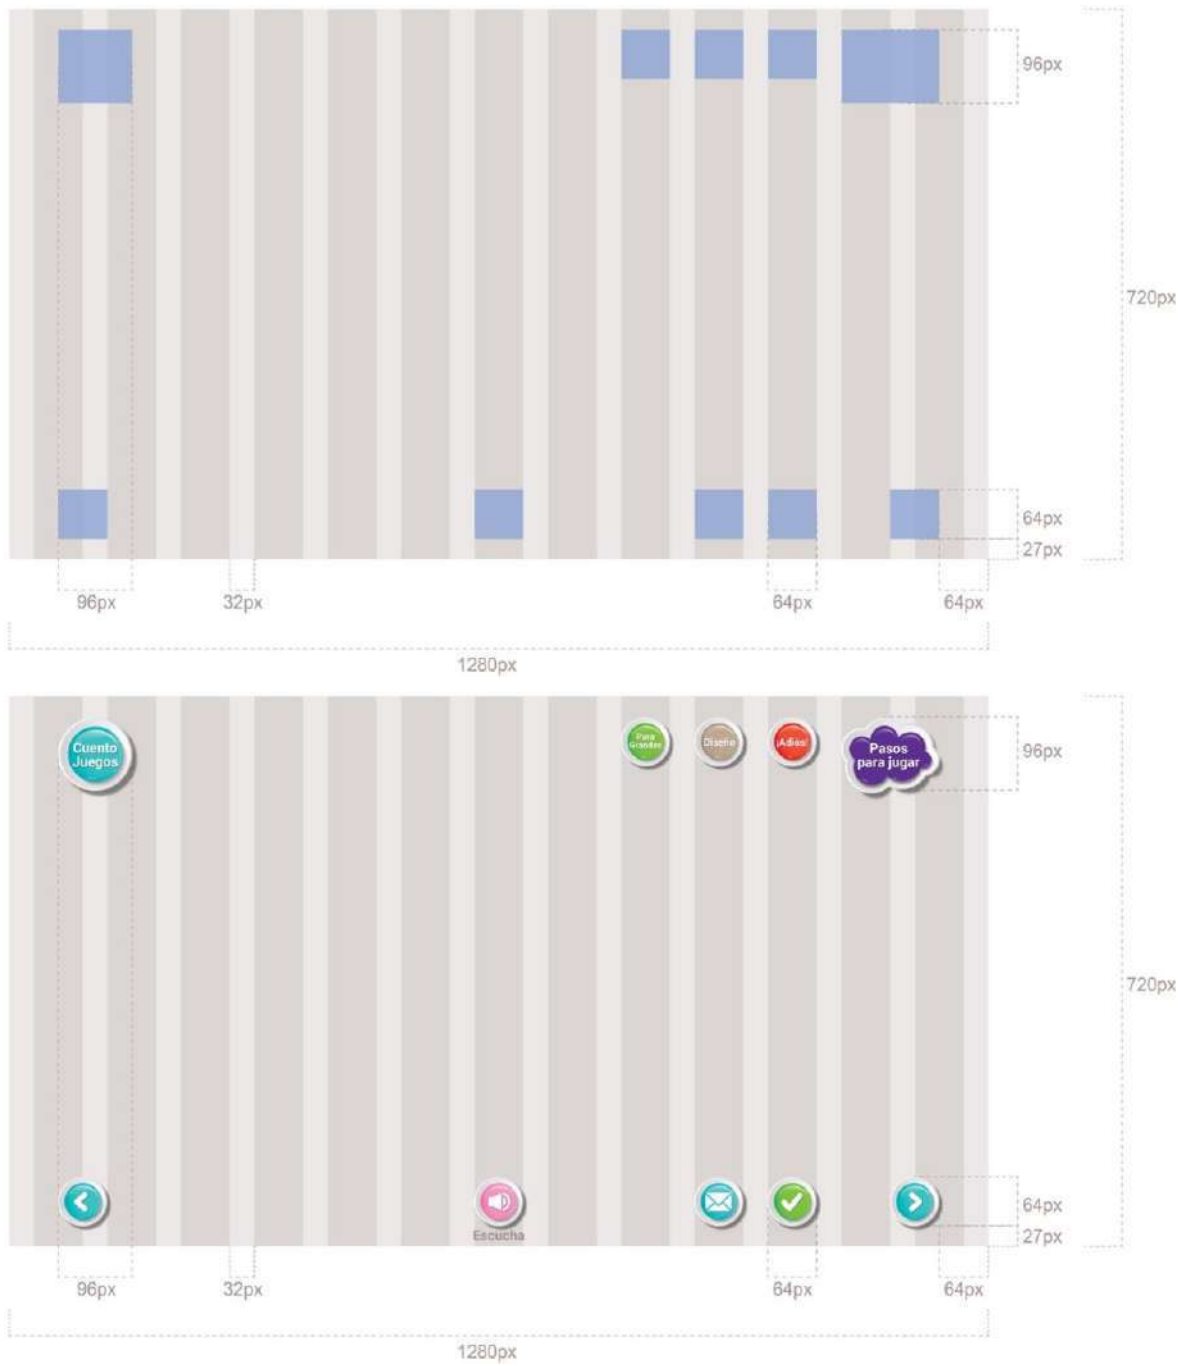 96px
720px
64px
27px
96px
32px
64px
64px
1280px
Cuento
Juegos
Para
Grandes
Diseño
¡Adiós!
Pasos
para jugar
96px
720px
64px
Escucha
27px
96px
32px
64px
64px
1280px